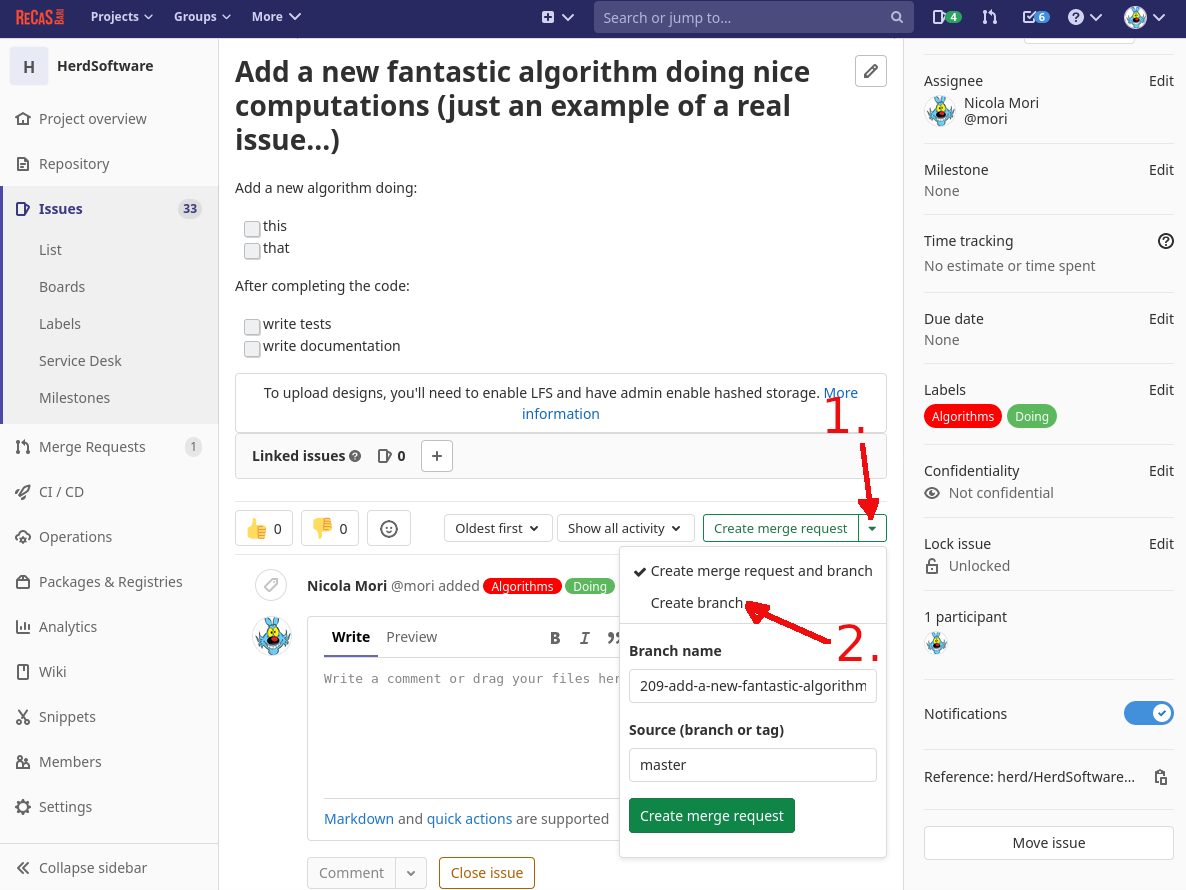 ReCaS BARI
Projects
Groups
More
Search or jump to...
4
6
H
HerdSoftware
Project overview
Repository
Issues
33
List
Boards
Labels
Service Desk
Milestones
Merge Requests
1
CI / CD
Operations
Packages & Registries
Analytics
Wiki
Snippets
Members
Settings
Collapse sidebar
Add a new fantastic algorithm doing nice
computations (just an example of a real
issue...)
Add a new algorithm doing:
this
that
After completing the code:
write tests
write documentation
To upload designs, you'll need to enable LFS and have admin enable hashed storage. More
information
1.
Linked issues
0
0
0
Oldest first
Show all activity
Create merge request
Nicola Mori @mori added Algorithms Doing
Create merge request and branch
Create branch
2.
Branch name
209-add-a-new-fantastic-algorithm
Source (branch or tag)
master
Create merge request
Write
Preview
B
I
Write a comment or drag your files her
Markdown and quick actions are supported
Comment
Close issue
Assignee
Edit
Nicola Mori
@mori
Milestone
Edit
None
Time tracking
No estimate or time spent
Due date
Edit
None
Labels
Edit
Algorithms
Doing
Confidentiality
Edit
Not confidential
Lock issue
Edit
Unlocked
1 participant
Notifications
Reference: herd/HerdSoftware...
Move issue